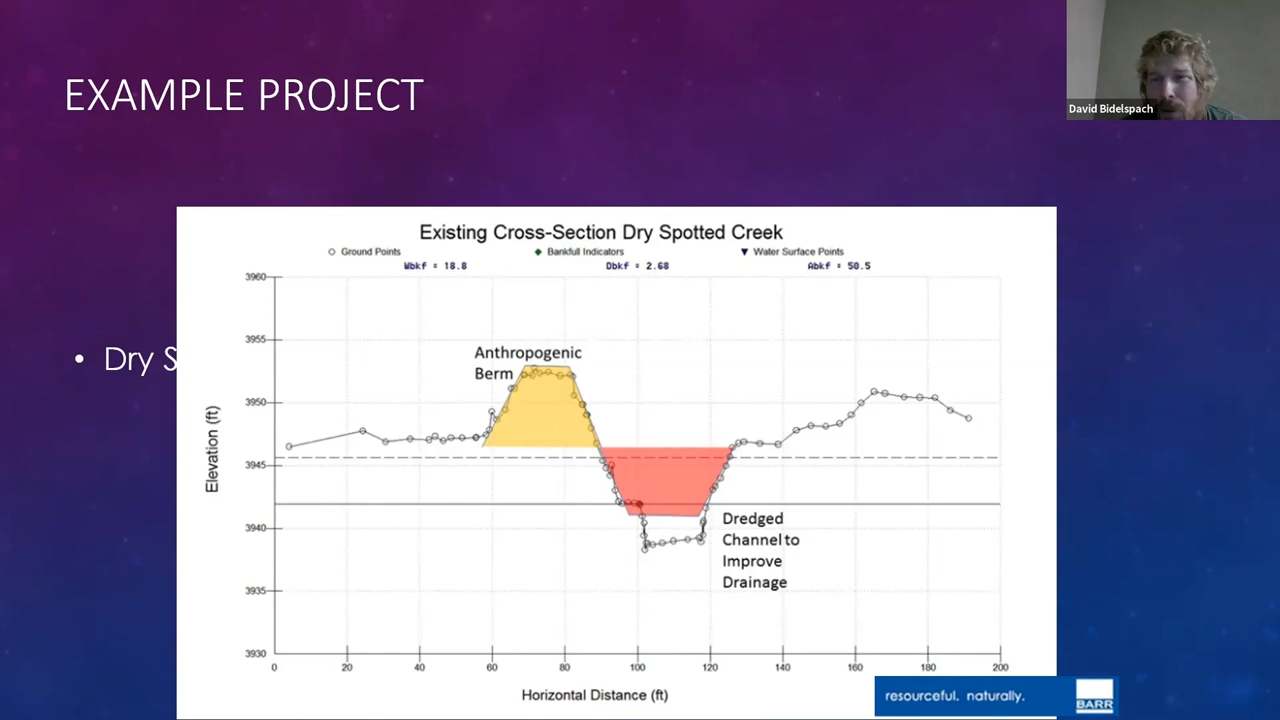 EXAMPLE PROJECT
David Bidelspach
• Dry S
Existing Cross-Section Dry Spotted Creek
Ground Points
Bankfull Indicators
Water Surface Points
Wbkf = 18.8
Dbkf = 2.68
Abkf = 50.5
3960
3955
3950
3945
3940
3935
3930
Elevation (ft)
Anthropogenic
Berm
Dredged
Channel to
Improve
Drainage
0 20 40 60 80 100 120 140 160 180 200
Horizontal Distance (ft)
resourceful. naturally.
BARR